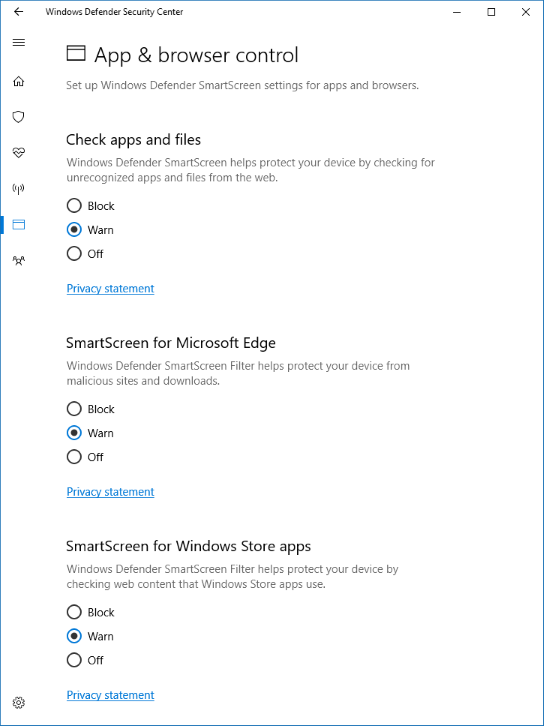 Windows Defender Security Center
App & browser control
Set up Windows Defender SmartScreen settings for apps and browsers.
Check apps and files
Windows Defender SmartScreen helps protect your device by checking for
unrecognized apps and files from the web.
Block
Warn
Off
Privacy statement
SmartScreen for Microsoft Edge
Windows Defender SmartScreen Filter helps protect your device from
malicious sites and downloads.
Block
Warn
Off
Privacy statement
SmartScreen for Windows Store apps
Windows Defender SmartScreen Filter helps protect your device by
checking web content that Windows Store apps use.
Block
Warn
Off
Privacy statement